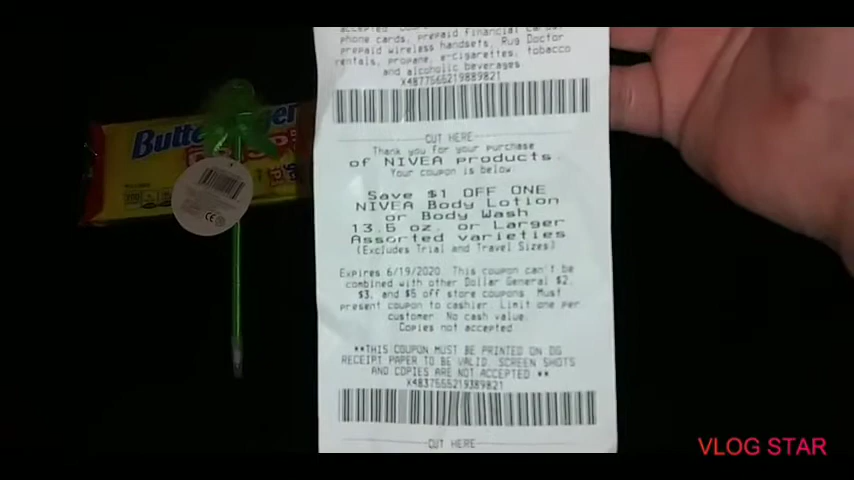 phone cards, prepaid financial cards,
prepaid wireless handsets, Rug Doctor
rentals, propane, e-cigarettes, tobacco
and alcoholic beverages
X4877565219889821
CUT HERE
Thank you for your purchase
of NIVEA products.
Your coupon is below.
Save $1 OFF ONE
NIVEA Body Lotion
or Body Wash
13.5 oz. or Larger
Assorted varieties
(Excludes Trial and Travel Sizes)
Expires 6/19/2020. This coupon can't be
combined with other Dollar General $2,
$3, and $5 off store coupons. Must
present coupon to cashier. Limit one per
customer. No cash value.
Copies not accepted
**THIS COUPON MUST BE PRINTED ON DG
RECEIPT PAPER TO BE VALID. SCREEN SHOTS
AND COPIES ARE NOT ACCEPTED **
X4837555219389821
CUT HERE
CE
VLOG STAR